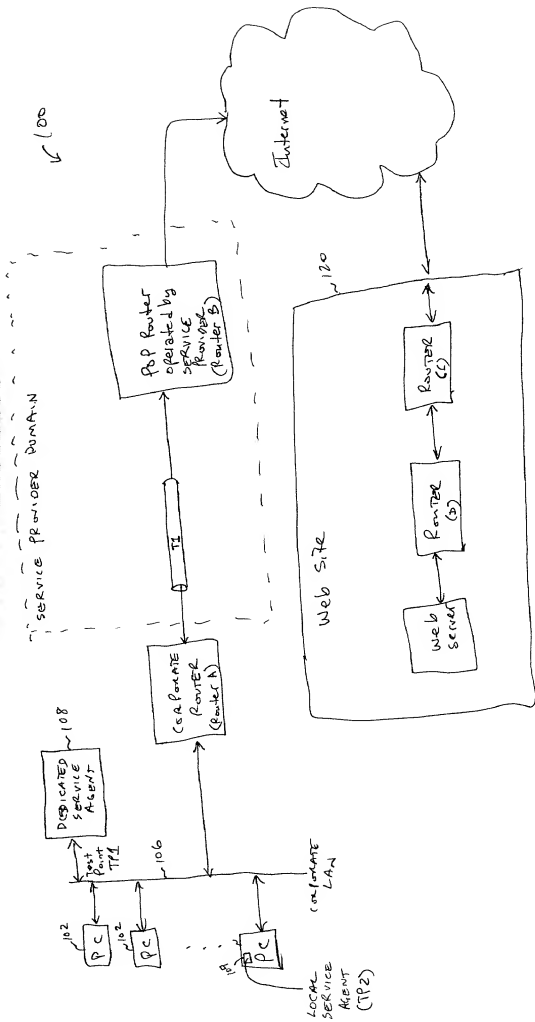 100
SERVICE PROVIDER DOMAIN
POP Router
operated by
SERVICE
PROVIDER
(Router B)
T1
Internet
CORPORATE
ROUTER
(Router A)
DEDICATED
SERVICE
AGENT
108
Test
Point
TP1
106
102
PC
102
PC
PC
LOCAL
SERVICE
AGENT
(TP2)
CORPORATE
LAN
120
Web Site
ROUTER
(C)
ROUTER
(D)
Web
Server